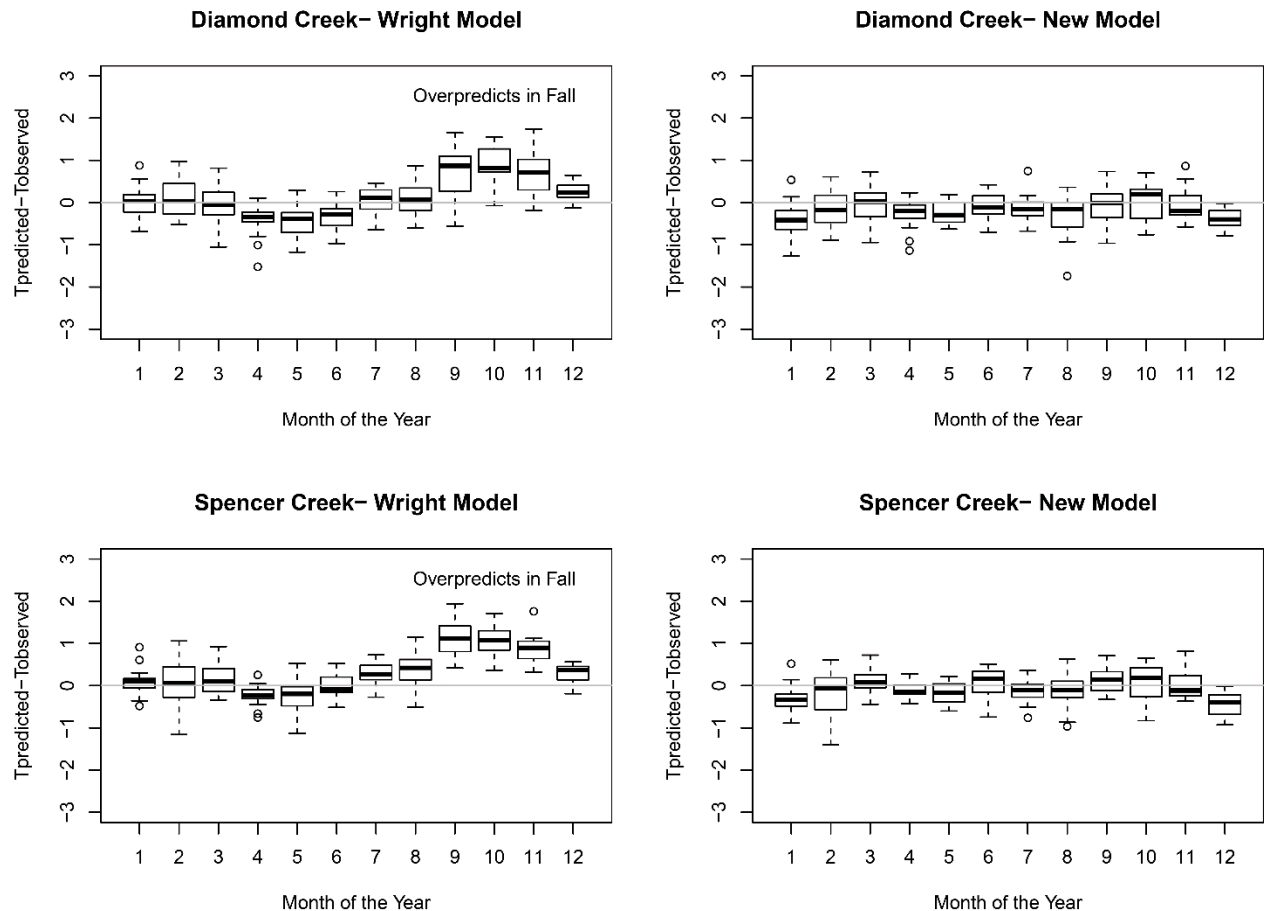 Diamond Creek− Wright Model
Overpredicts in Fall
Tpredicted−Tobserved
3
2
1
0
−1
−2
−3
1 2 3 4 5 6 7 8 9 10 11 12
Month of the Year
Diamond Creek− New Model
Tpredicted−Tobserved
3
2
1
0
−1
−2
−3
1 2 3 4 5 6 7 8 9 10 11 12
Month of the Year
Spencer Creek− Wright Model
Overpredicts in Fall
Tpredicted−Tobserved
3
2
1
0
−1
−2
−3
1 2 3 4 5 6 7 8 9 10 11 12
Month of the Year
Spencer Creek− New Model
Tpredicted−Tobserved
3
2
1
0
−1
−2
−3
1 2 3 4 5 6 7 8 9 10 11 12
Month of the Year